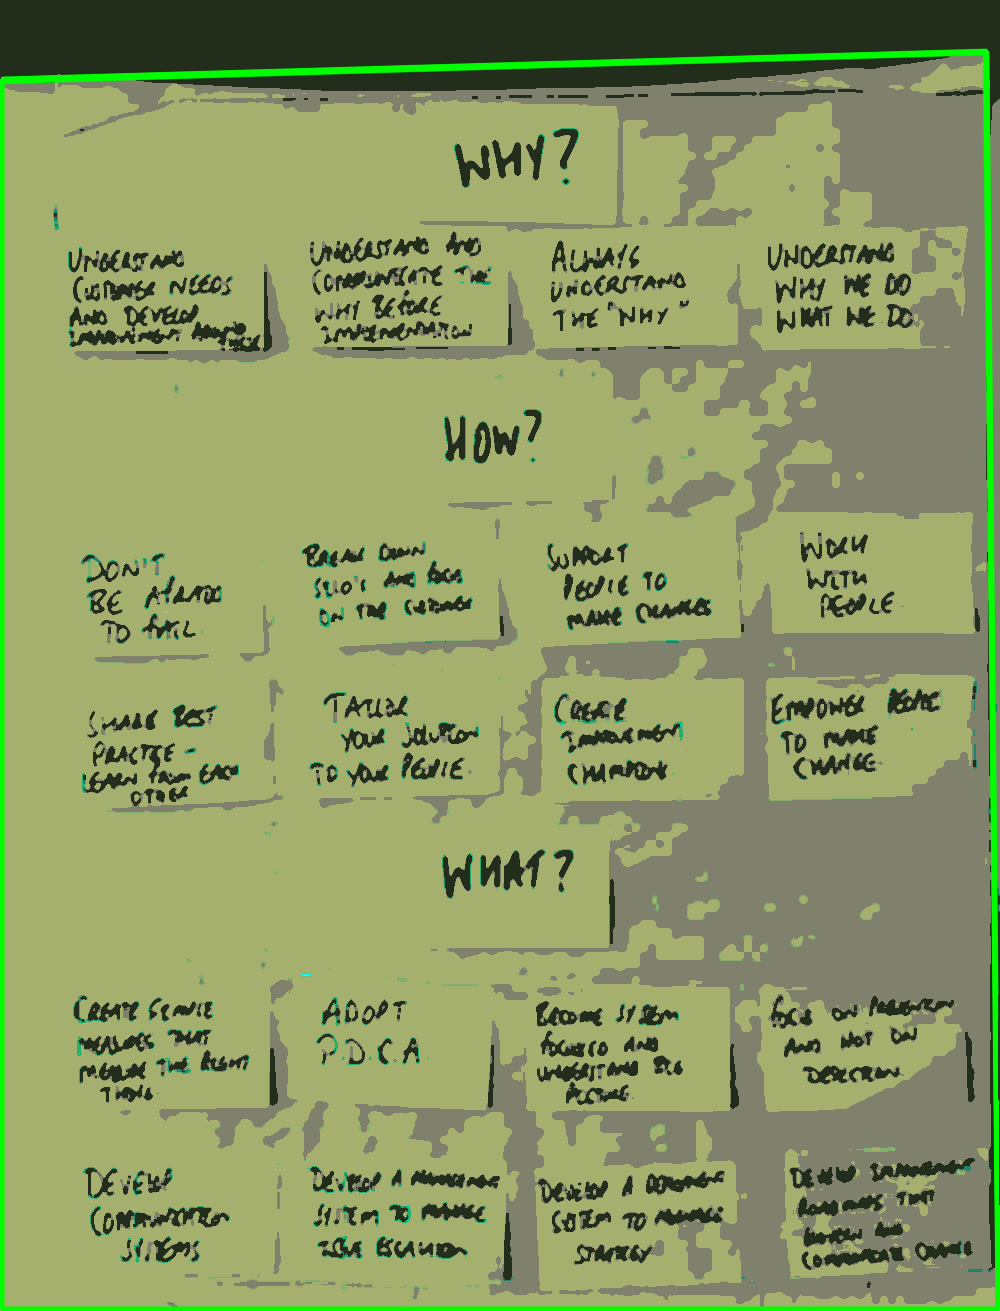 WHY?
UNDERSTAND
CUSTOMER NEEDS
AND DEVELOP
IMPROVEMENT AROUND
THESE
UNDERSTAND AND
COMMUNICATE THE
WHY BEFORE
IMPLEMENTATION
ALWAYS
UNDERSTAND
THE "WHY"
UNDERSTAND
WHY WE DO
WHAT WE DO
HOW?
DON'T
BE AFRAID
TO FAIL
BREAK DOWN
SILO'S AND FOCUS
ON THE CUSTOMER
SUPPORT
PEOPLE TO
MAKE CHANGES
WORK
WITH
PEOPLE
SHARE BEST
PRACTICE -
LEARN FROM EACH
OTHER
TAILOR
YOUR SOLUTION
TO YOUR PEOPLE
CREATE
IMPROVEMENT
CHAMPIONS
EMPOWER PEOPLE
TO MAKE
CHANGE
WHAT?
CREATE SERVICE
MEASURES THAT
MEASURE THE RIGHT
THING
ADOPT
P.D.C.A
BECOME SYSTEM
FOCUSED AND
UNDERSTAND BIG
PICTURE
FOCUS ON PREVENTION
AND NOT ON
DETECTION
DEVELOP
COMMUNICATION
SYSTEMS
DEVELOP A MANAGEMENT
SYSTEM TO MANAGE
ISSUE ESCALATION
DEVELOP A
SYSTEM TO MANAGE
STRATEGY
DEVELOP IMPROVEMENT
ROADMAPS THAT
AND
COMMUNICATE CHANGE